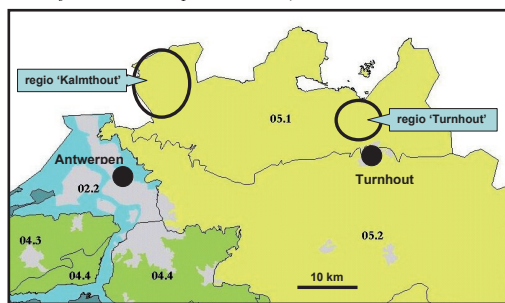 regio ‘Kalmthout’
05.1
regio ‘Turnhout’
Antwerpen
Turnhout
02.2
04.3
05.2
04.4
04.4
10 km